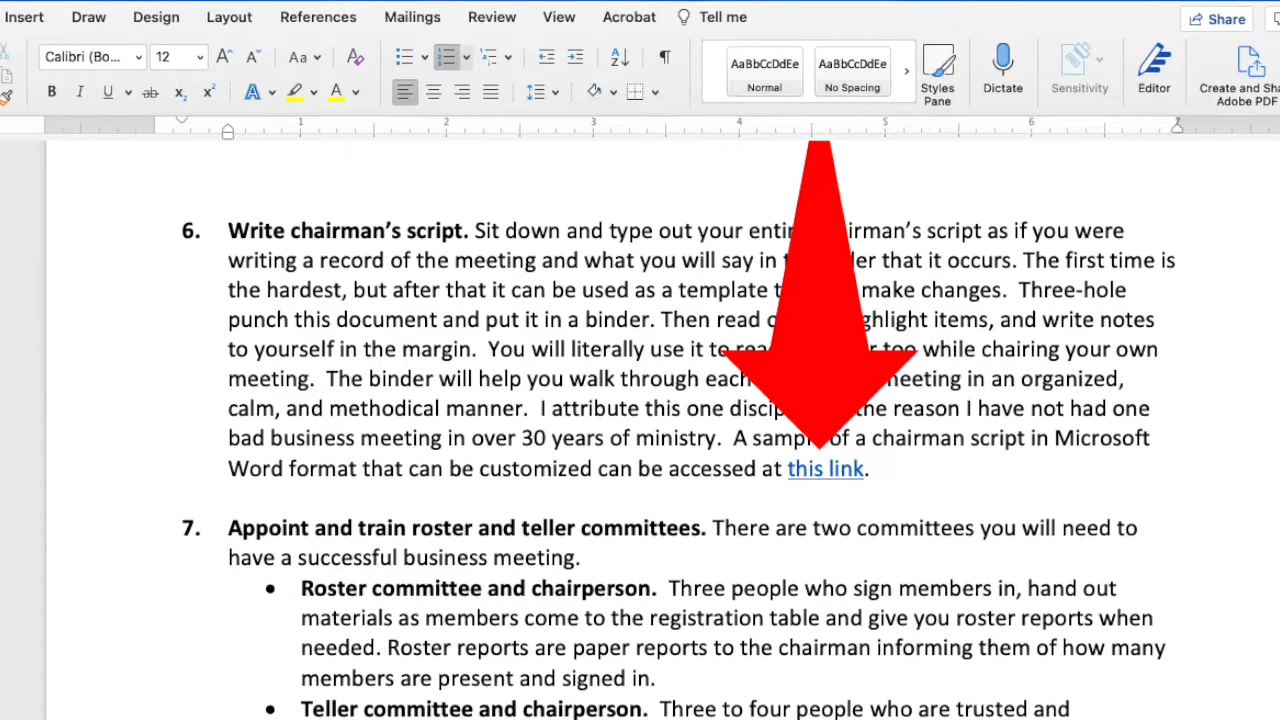 Insert Draw Design Layout References Mailings Review View Acrobat Tell me Share
Calibri (Bo... 12 Aa AaBbCcDdEe AaBbCcDdEe
Normal No Spacing Styles Pane Dictate Sensitivity Editor Create and Sha Adobe PDF
B I U ab x₂ x² A A
1 2 3 4 5 6 7
6. Write chairman's script. Sit down and type out your irman's script as if you were
writing a record of the meeting and what you will say in that it occurs. The first time is
the hardest, but after that it can be used as a template make changes. Three-hole
punch this document and put it in a binder. Then read items, and write notes
to yourself in the margin. You will literally use it to while chairing your own
meeting. The binder will help you walk through meeting in an organized,
calm, and methodical manner. I attribute this one the reason I have not had one
bad business meeting in over 30 years of ministry. A sample of a chairman script in Microsoft
Word format that can be customized can be accessed at this link.
7. Appoint and train roster and teller committees. There are two committees you will need to
have a successful business meeting.
• Roster committee and chairperson. Three people who sign members in, hand out
materials as members come to the registration table and give you roster reports when
needed. Roster reports are paper reports to the chairman informing them of how many
members are present and signed in.
• Teller committee and chairperson. Three to four people who are trusted and